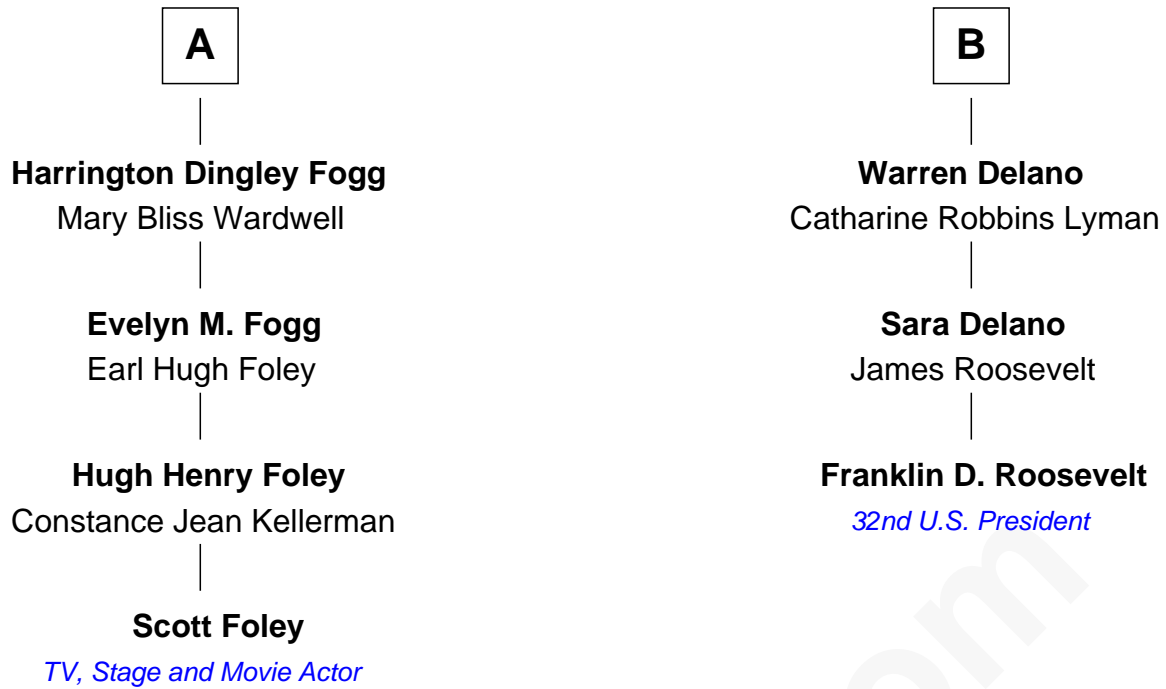 A
Harrington Dingley Fogg
Mary Bliss Wardwell
Evelyn M. Fogg
Earl Hugh Foley
Hugh Henry Foley
Constance Jean Kellerman
Scott Foley
TV, Stage and Movie Actor
B
Warren Delano
Catharine Robbins Lyman
Sara Delano
James Roosevelt
Franklin D. Roosevelt
32nd U.S. President
om